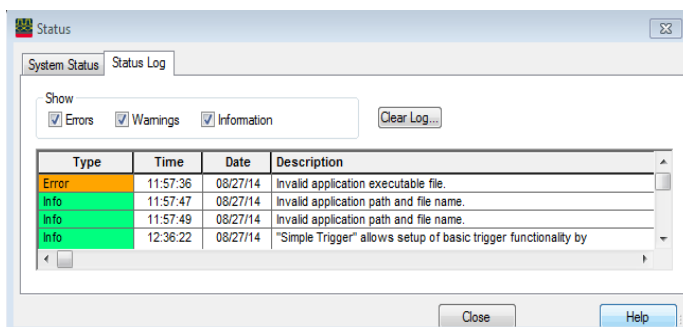 Status
System Status Status Log
Show
Errors Warnings Information Clear Log...
Type Time Date Description
Error 11:57:36 08/27/14 Invalid application executable file.
Info 11:57:47 08/27/14 Invalid application path and file name.
Info 11:57:49 08/27/14 Invalid application path and file name.
Info 12:36:22 08/27/14 "Simple Trigger" allows setup of basic trigger functionality by
Close Help